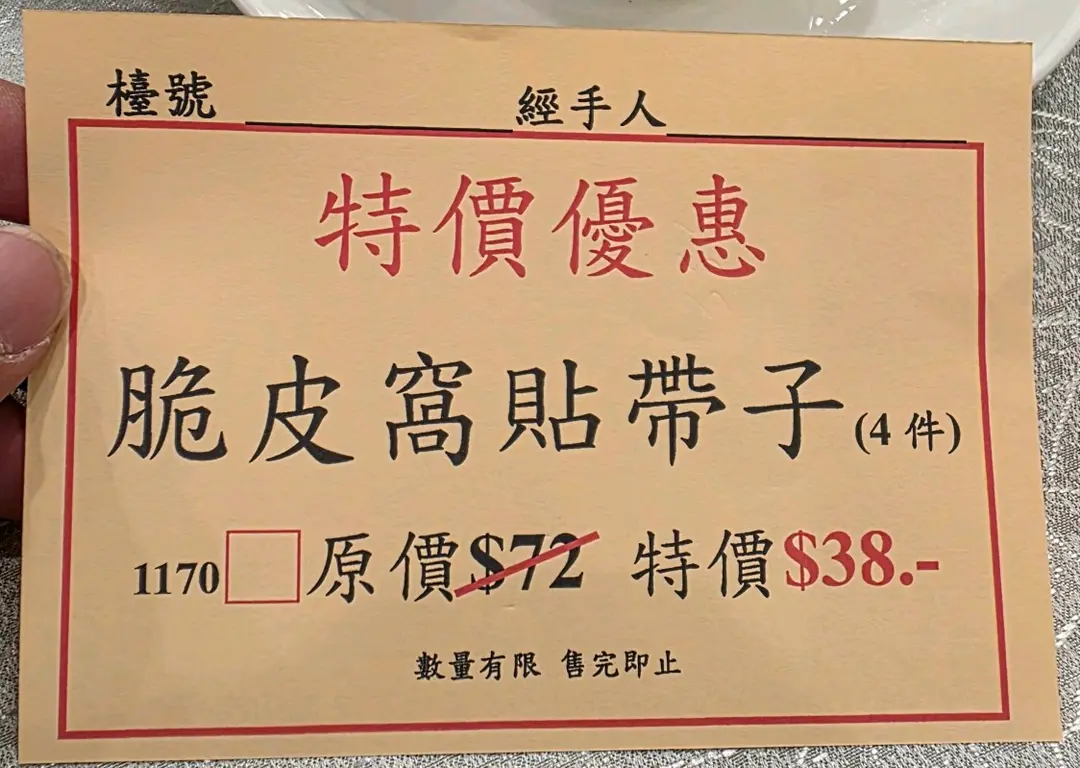 檯號 經手人
特價優惠
脆皮窩貼帶子(4 件)
1170 原價$72 特價$38.-
數量有限 售完即止